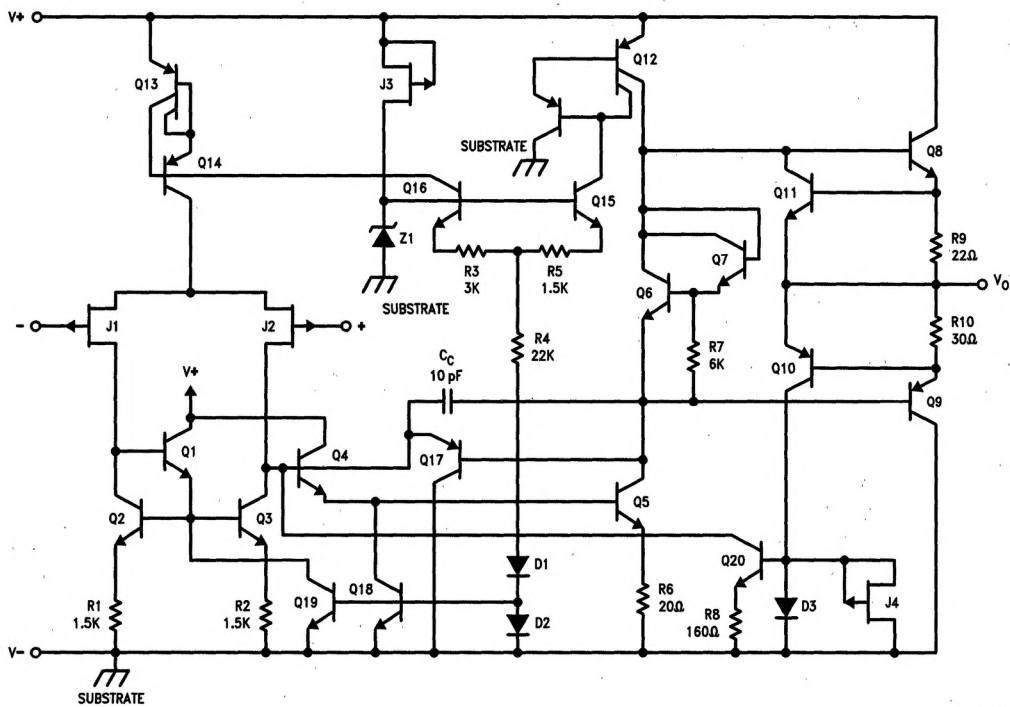 V+
Q13
J3
Q12
SUBSTRATE
Q14
Q8
Q11
Q16
Q15
Z1
R3
3K
R5
1.5K
SUBSTRATE
Q7
Q6
R9
22Ω
VO
-
J1
J2
+
R4
22K
R7
6K
R10
30Ω
Q10
CC
10 pF
V+
Q1
Q4
Q17
Q9
Q2
Q3
Q5
Q20
D1
R1
1.5K
R2
1.5K
Q19
Q18
D2
R6
20Ω
R8
160Ω
D3
J4
V-
SUBSTRATE